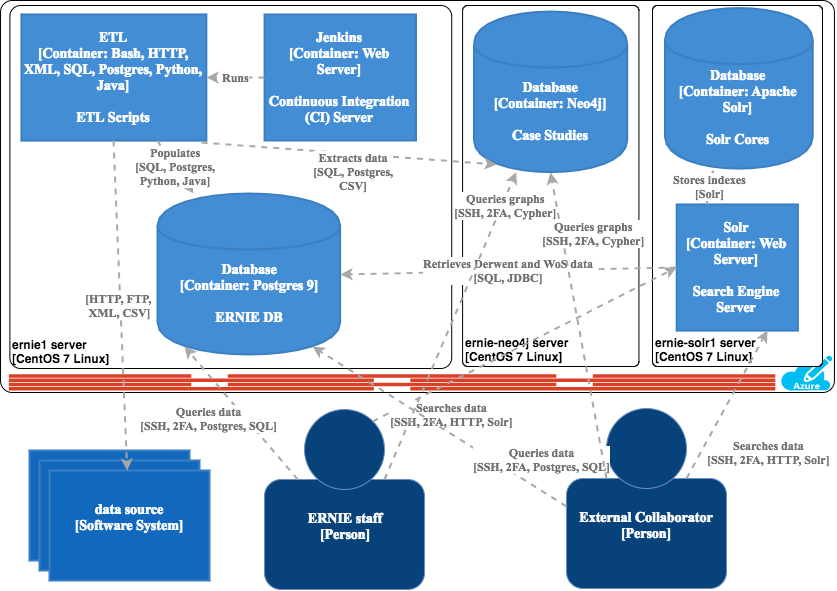 ETL
[Container: Bash, HTTP,
XML, SQL, Postgres, Python,
Java]
ETL Scripts
Runs
Jenkins
[Container: Web
Server]
Continuous Integration
(CI) Server
Database
[Container: Neo4j]
Case Studies
Database
[Container: Apache
Solr]
Solr Cores
Populates
[SQL, Postgres,
Python, Java]
Extracts data
[SQL, Postgres,
CSV]
Stores indexes
[Solr]
Queries graphs
[SSH, 2FA, Cypher]
Queries graphs
[SSH, 2FA, Cypher]
Solr
[Container: Web
Server]
Search Engine
Server
Database
[Container: Postgres 9]
ERNIE DB
Retrieves Derwent and WoS data
[SQL, JDBC]
[HTTP, FTP,
XML, CSV]
ernie1 server
[CentOS 7 Linux]
ernie-neo4j server
[CentOS 7 Linux]
ernie-solr1 server
[CentOS 7 Linux]
Azure
Queries data
[SSH, 2FA, Postgres, SQL]
Searches data
[SSH, 2FA, HTTP, Solr]
Queries data
[SSH, 2FA, Postgres, SQL]
Searches data
[SSH, 2FA, HTTP, Solr]
data source
[Software System]
ERNIE staff
[Person]
External Collaborator
[Person]